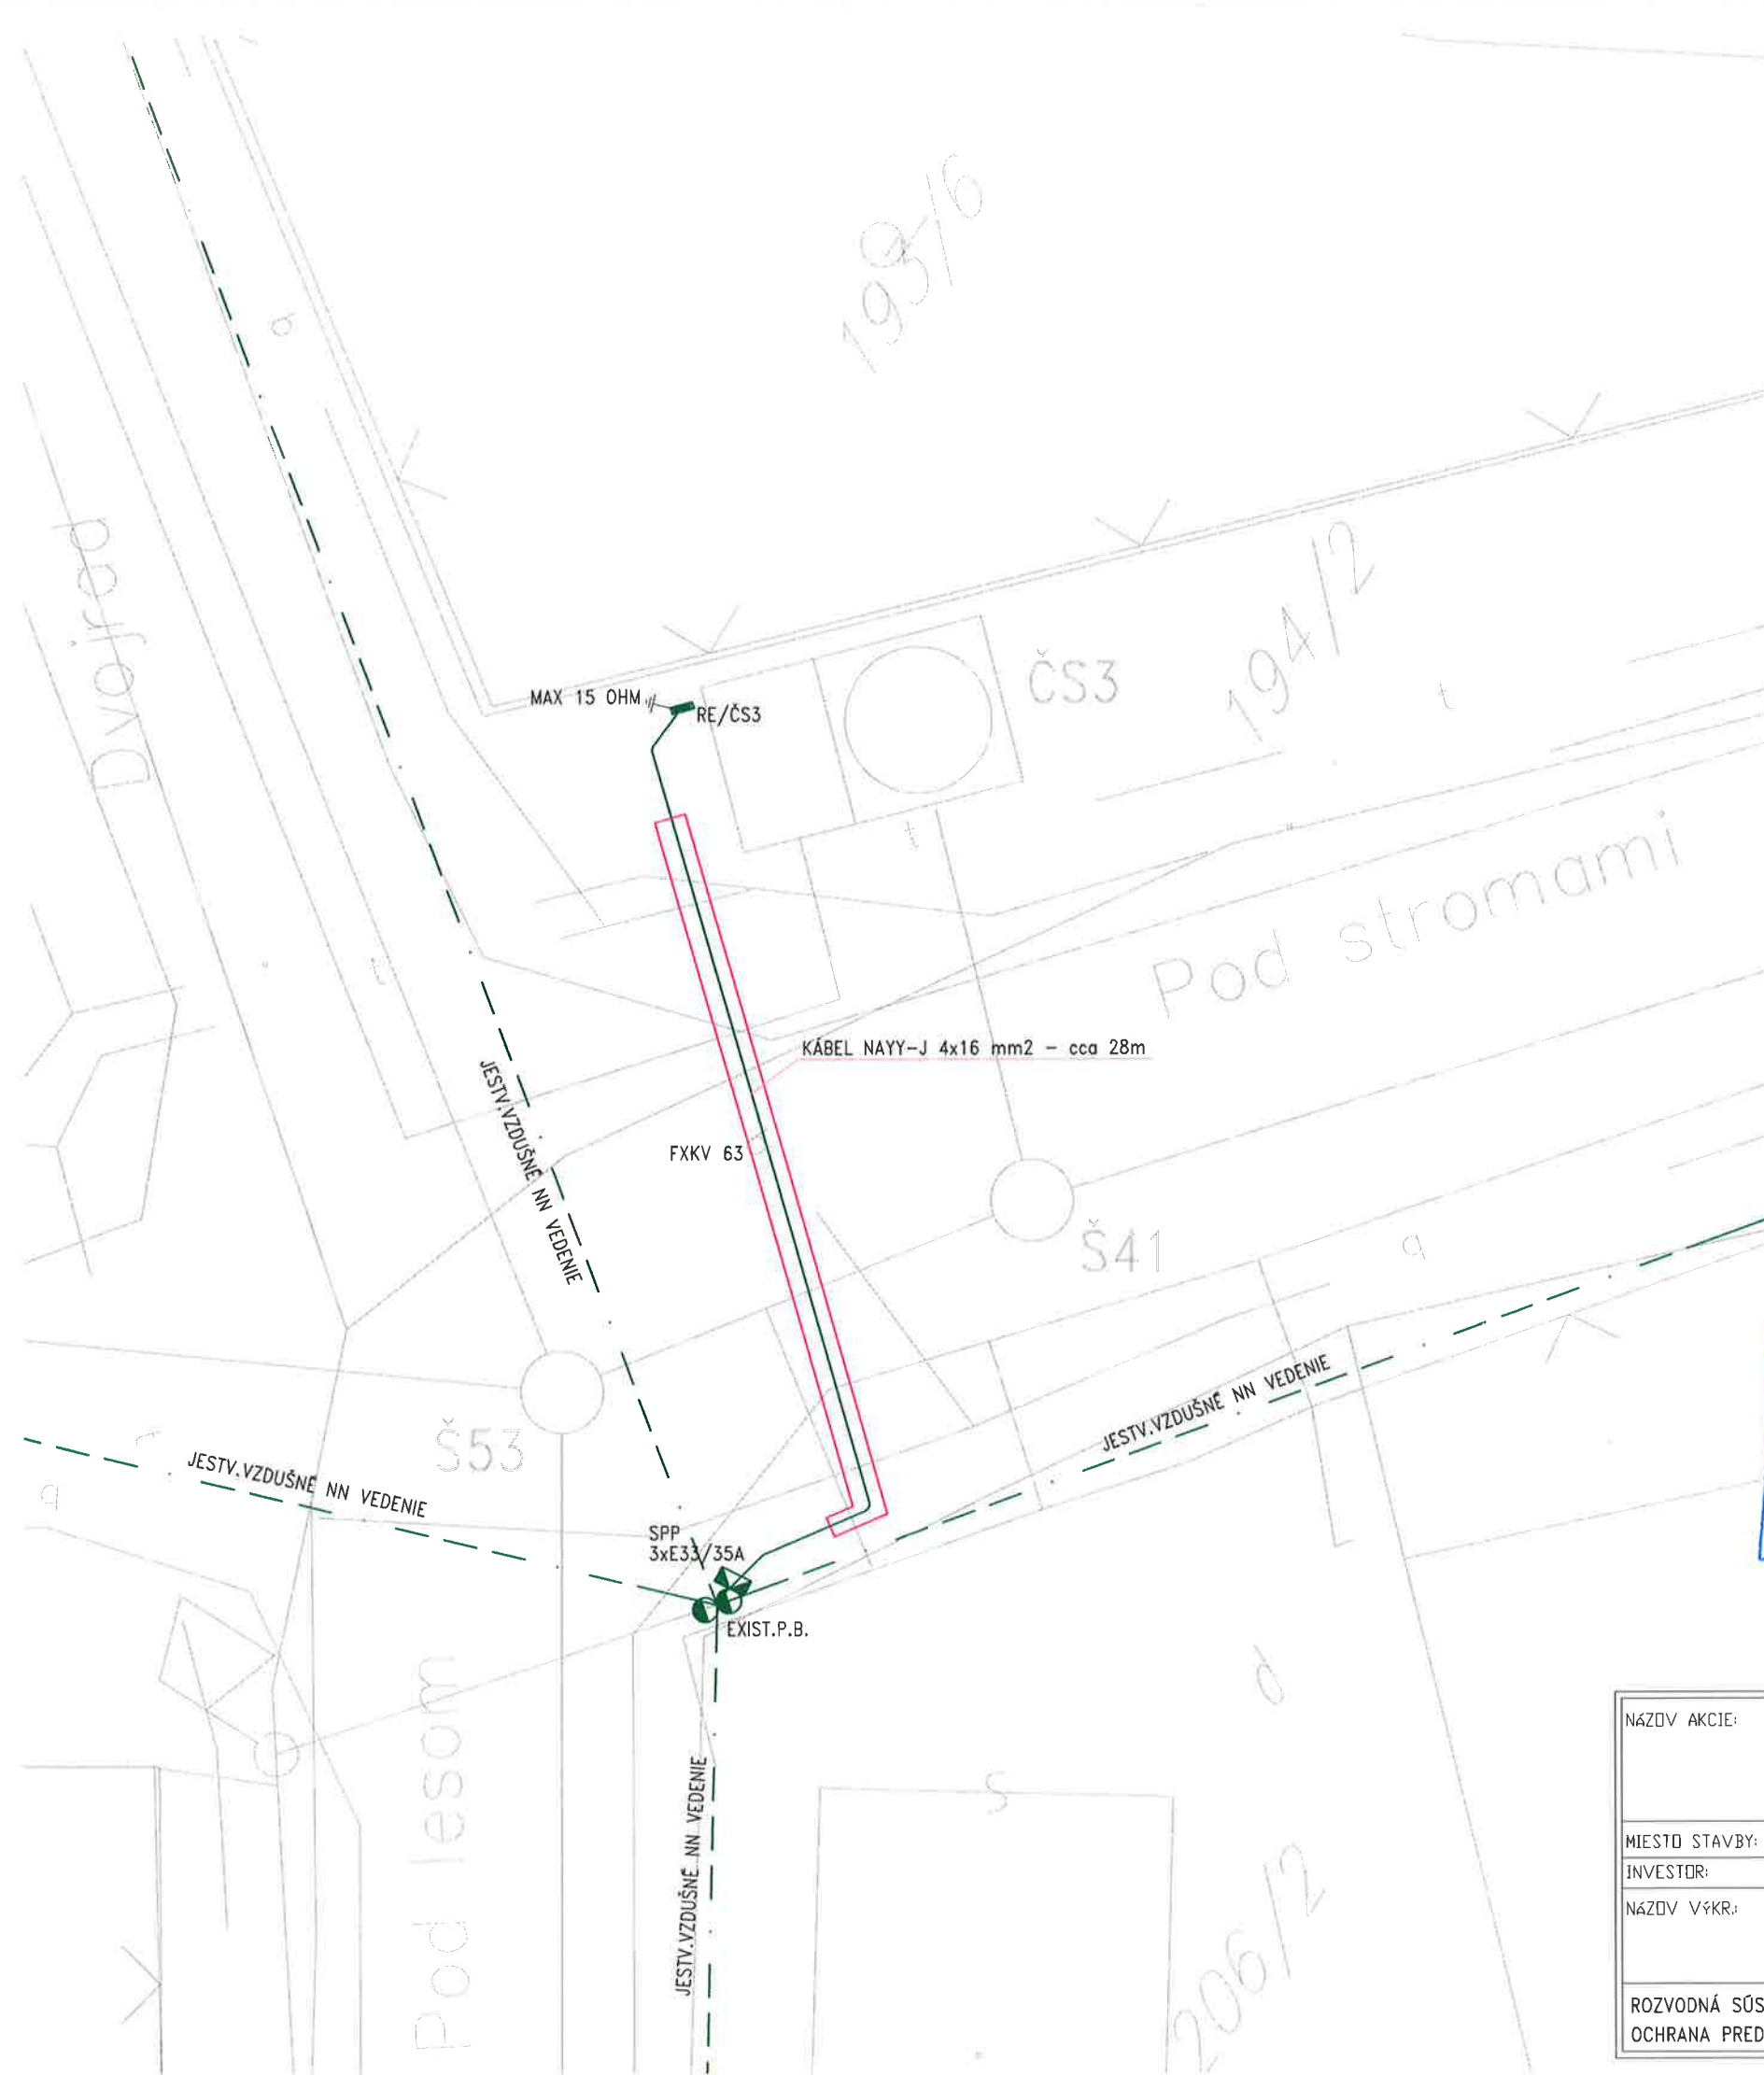 193/6
Dvojrad
MAX 15 OHM
RE/ČS3
ČS3
194/2
t
t
t
Pod stromami
KÁBEL NAYY-J 4x16 mm2 - cca 28m
JESTV.VZDUŠNÉ NN VEDENIE
FXKV 63
Š41
q
JESTV.VZDUŠNÉ NN VEDENIE
Š53
q
JESTV.VZDUŠNÉ NN VEDENIE
SPP
3xE33/35A
EXIST.P.B.
Pod lesom
JESTV.VZDUŠNÉ NN VEDENIE
206/2
NÁZOV AKCIE:
MIESTO STAVBY:
INVESTOR:
NÁZOV VÝKR.:
ROZVODNÁ SÚS
OCHRANA PRED